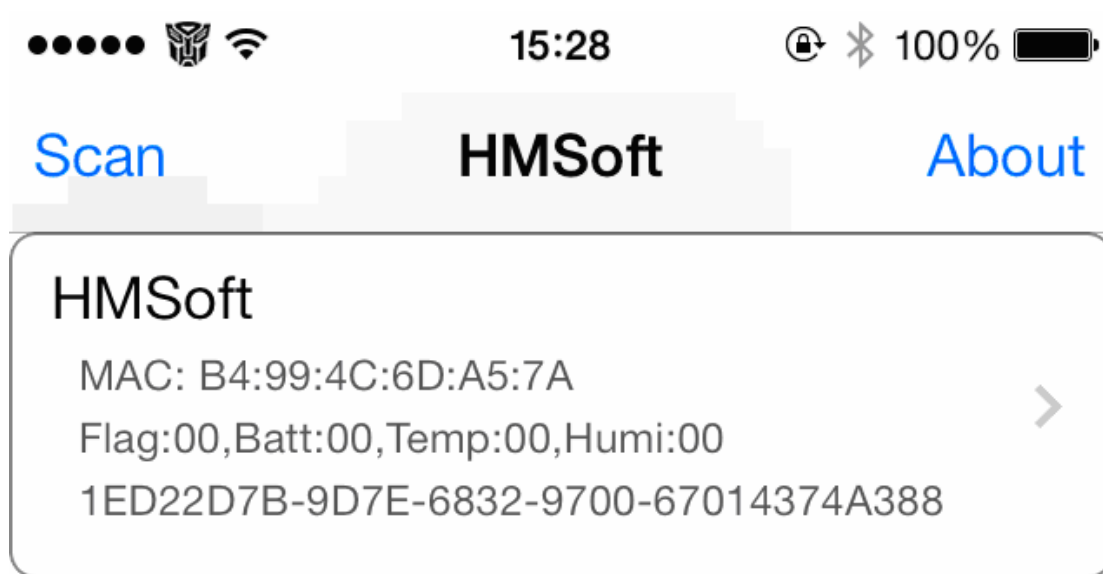 15:28 100%
Scan HMSoft About
HMSoft
MAC: B4:99:4C:6D:A5:7A
Flag:00,Batt:00,Temp:00,Humi:00
1ED22D7B-9D7E-6832-9700-67014374A388